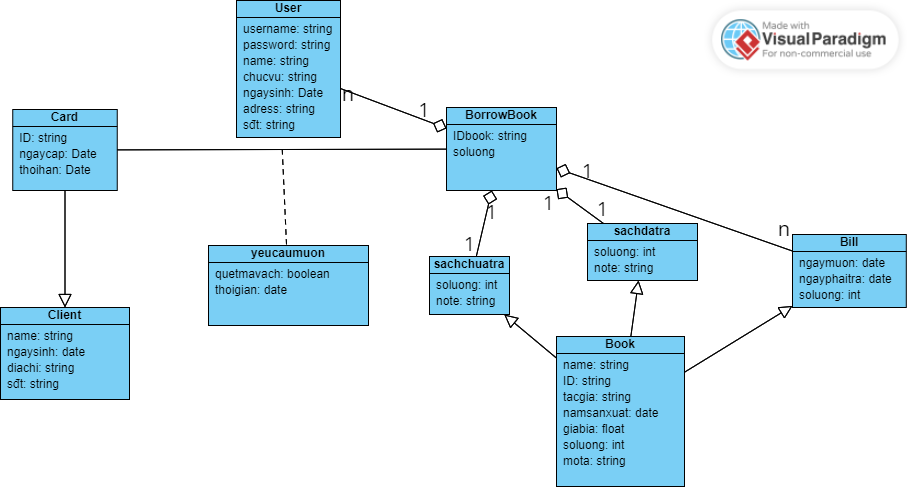 User
username: string
password: string
name: string
chucvu: string
ngaysinh: Date
adress: string
sđt: string
Made with
VisualParadigm
For non-commercial use
n
1
Card
ID: string
ngaycap: Date
thoihan: Date
BorrowBook
IDbook: string
soluong
1
1
1
1
1
n
yeucaumuon
quetmavach: boolean
thoigian: date
sachchuatra
soluong: int
note: string
sachdatra
soluong: int
note: string
Bill
ngaymuon: date
ngayphaitra: date
soluong: int
Client
name: string
ngaysinh: date
diachi: string
sđt: string
Book
name: string
ID: string
tacgia: string
namsanxuat: date
giabia: float
soluong: int
mota: string